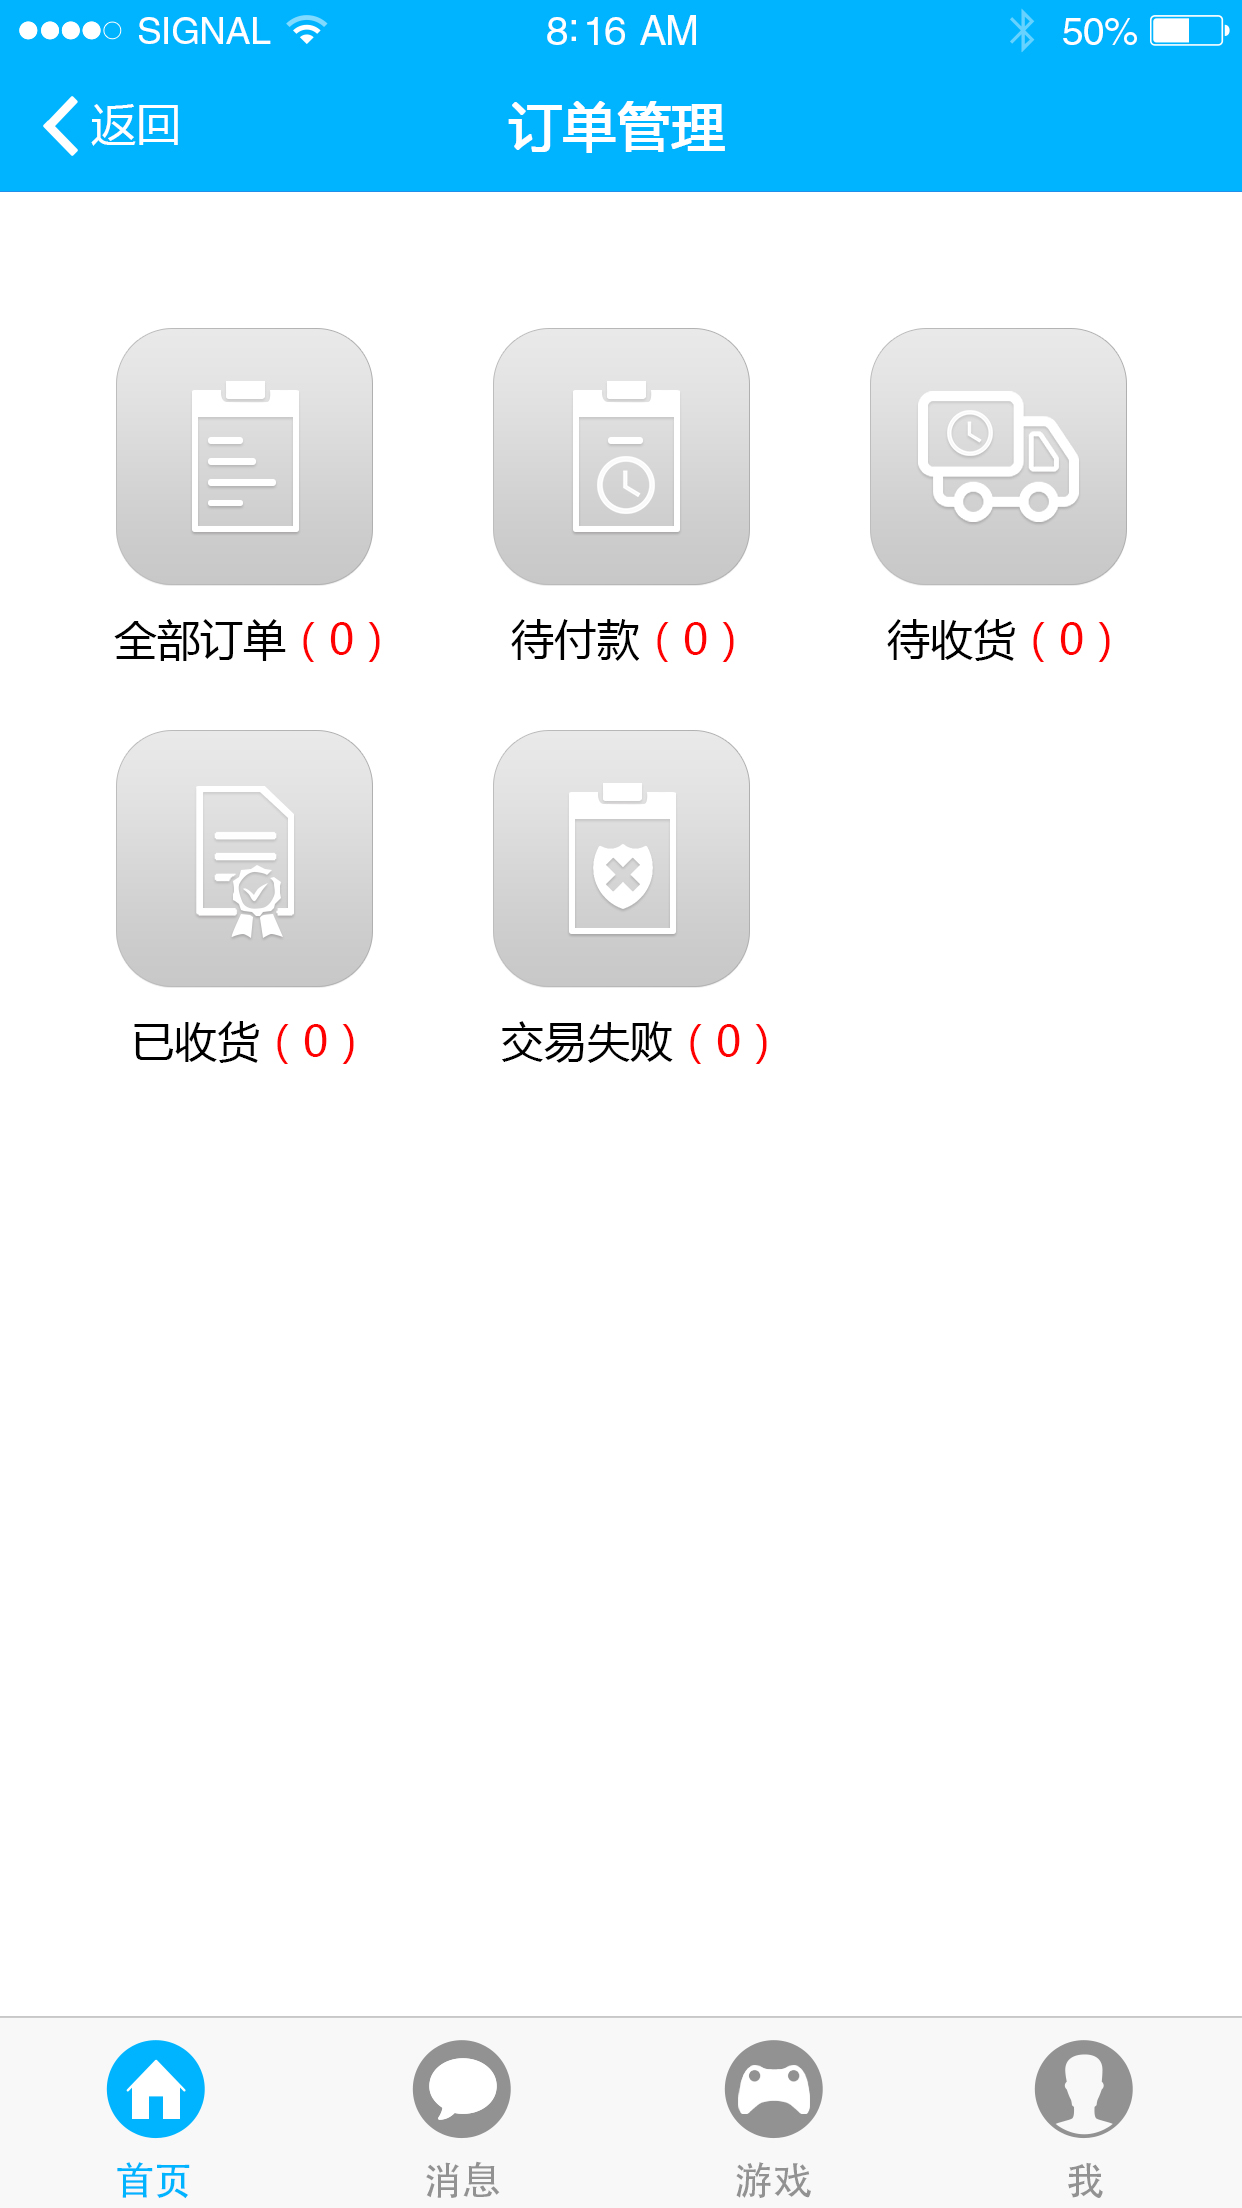 SIGNAL 8:16 AM 50%
返回 订单管理
全部订单（0） 待付款（0） 待收货（0）
已收货（0） 交易失败（0）
首页 消息 游戏 我